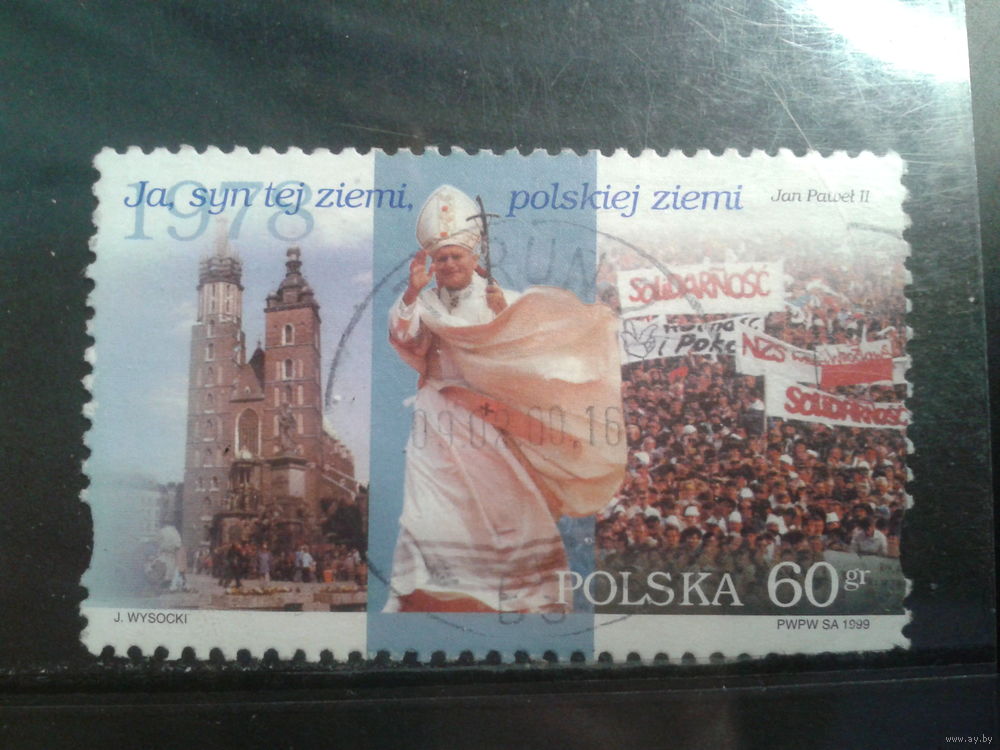 1978
Ja, syn tej ziemi, polskiej ziemi
Jan Paweł II
SOLIDARNOŚĆ
i Pokój
NZS
SOLIDARNOŚĆ
POLSKA 60 gr
J. WYSOCKI
PWPW SA 1999
www.ay.by